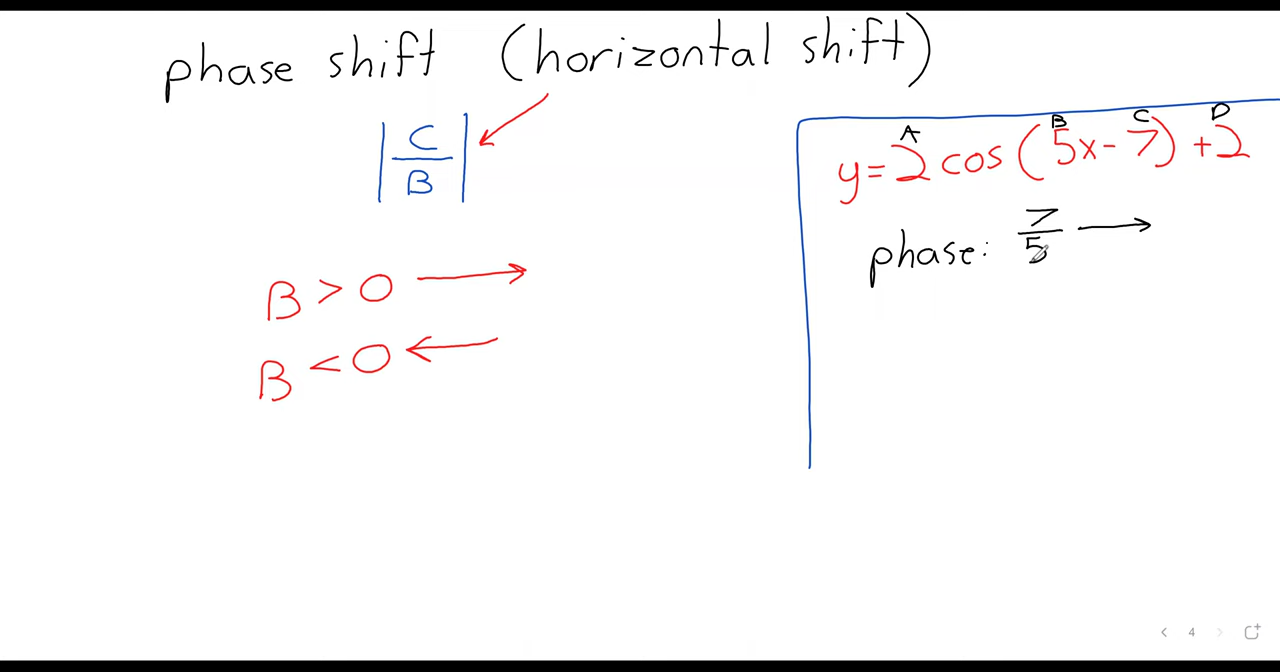 phase shift (horizontal shift)
|C/B|
B > 0 →
B < 0 ←
A B C D
y = 2 cos (5x - 7) + 2
phase: 7/5 →
4